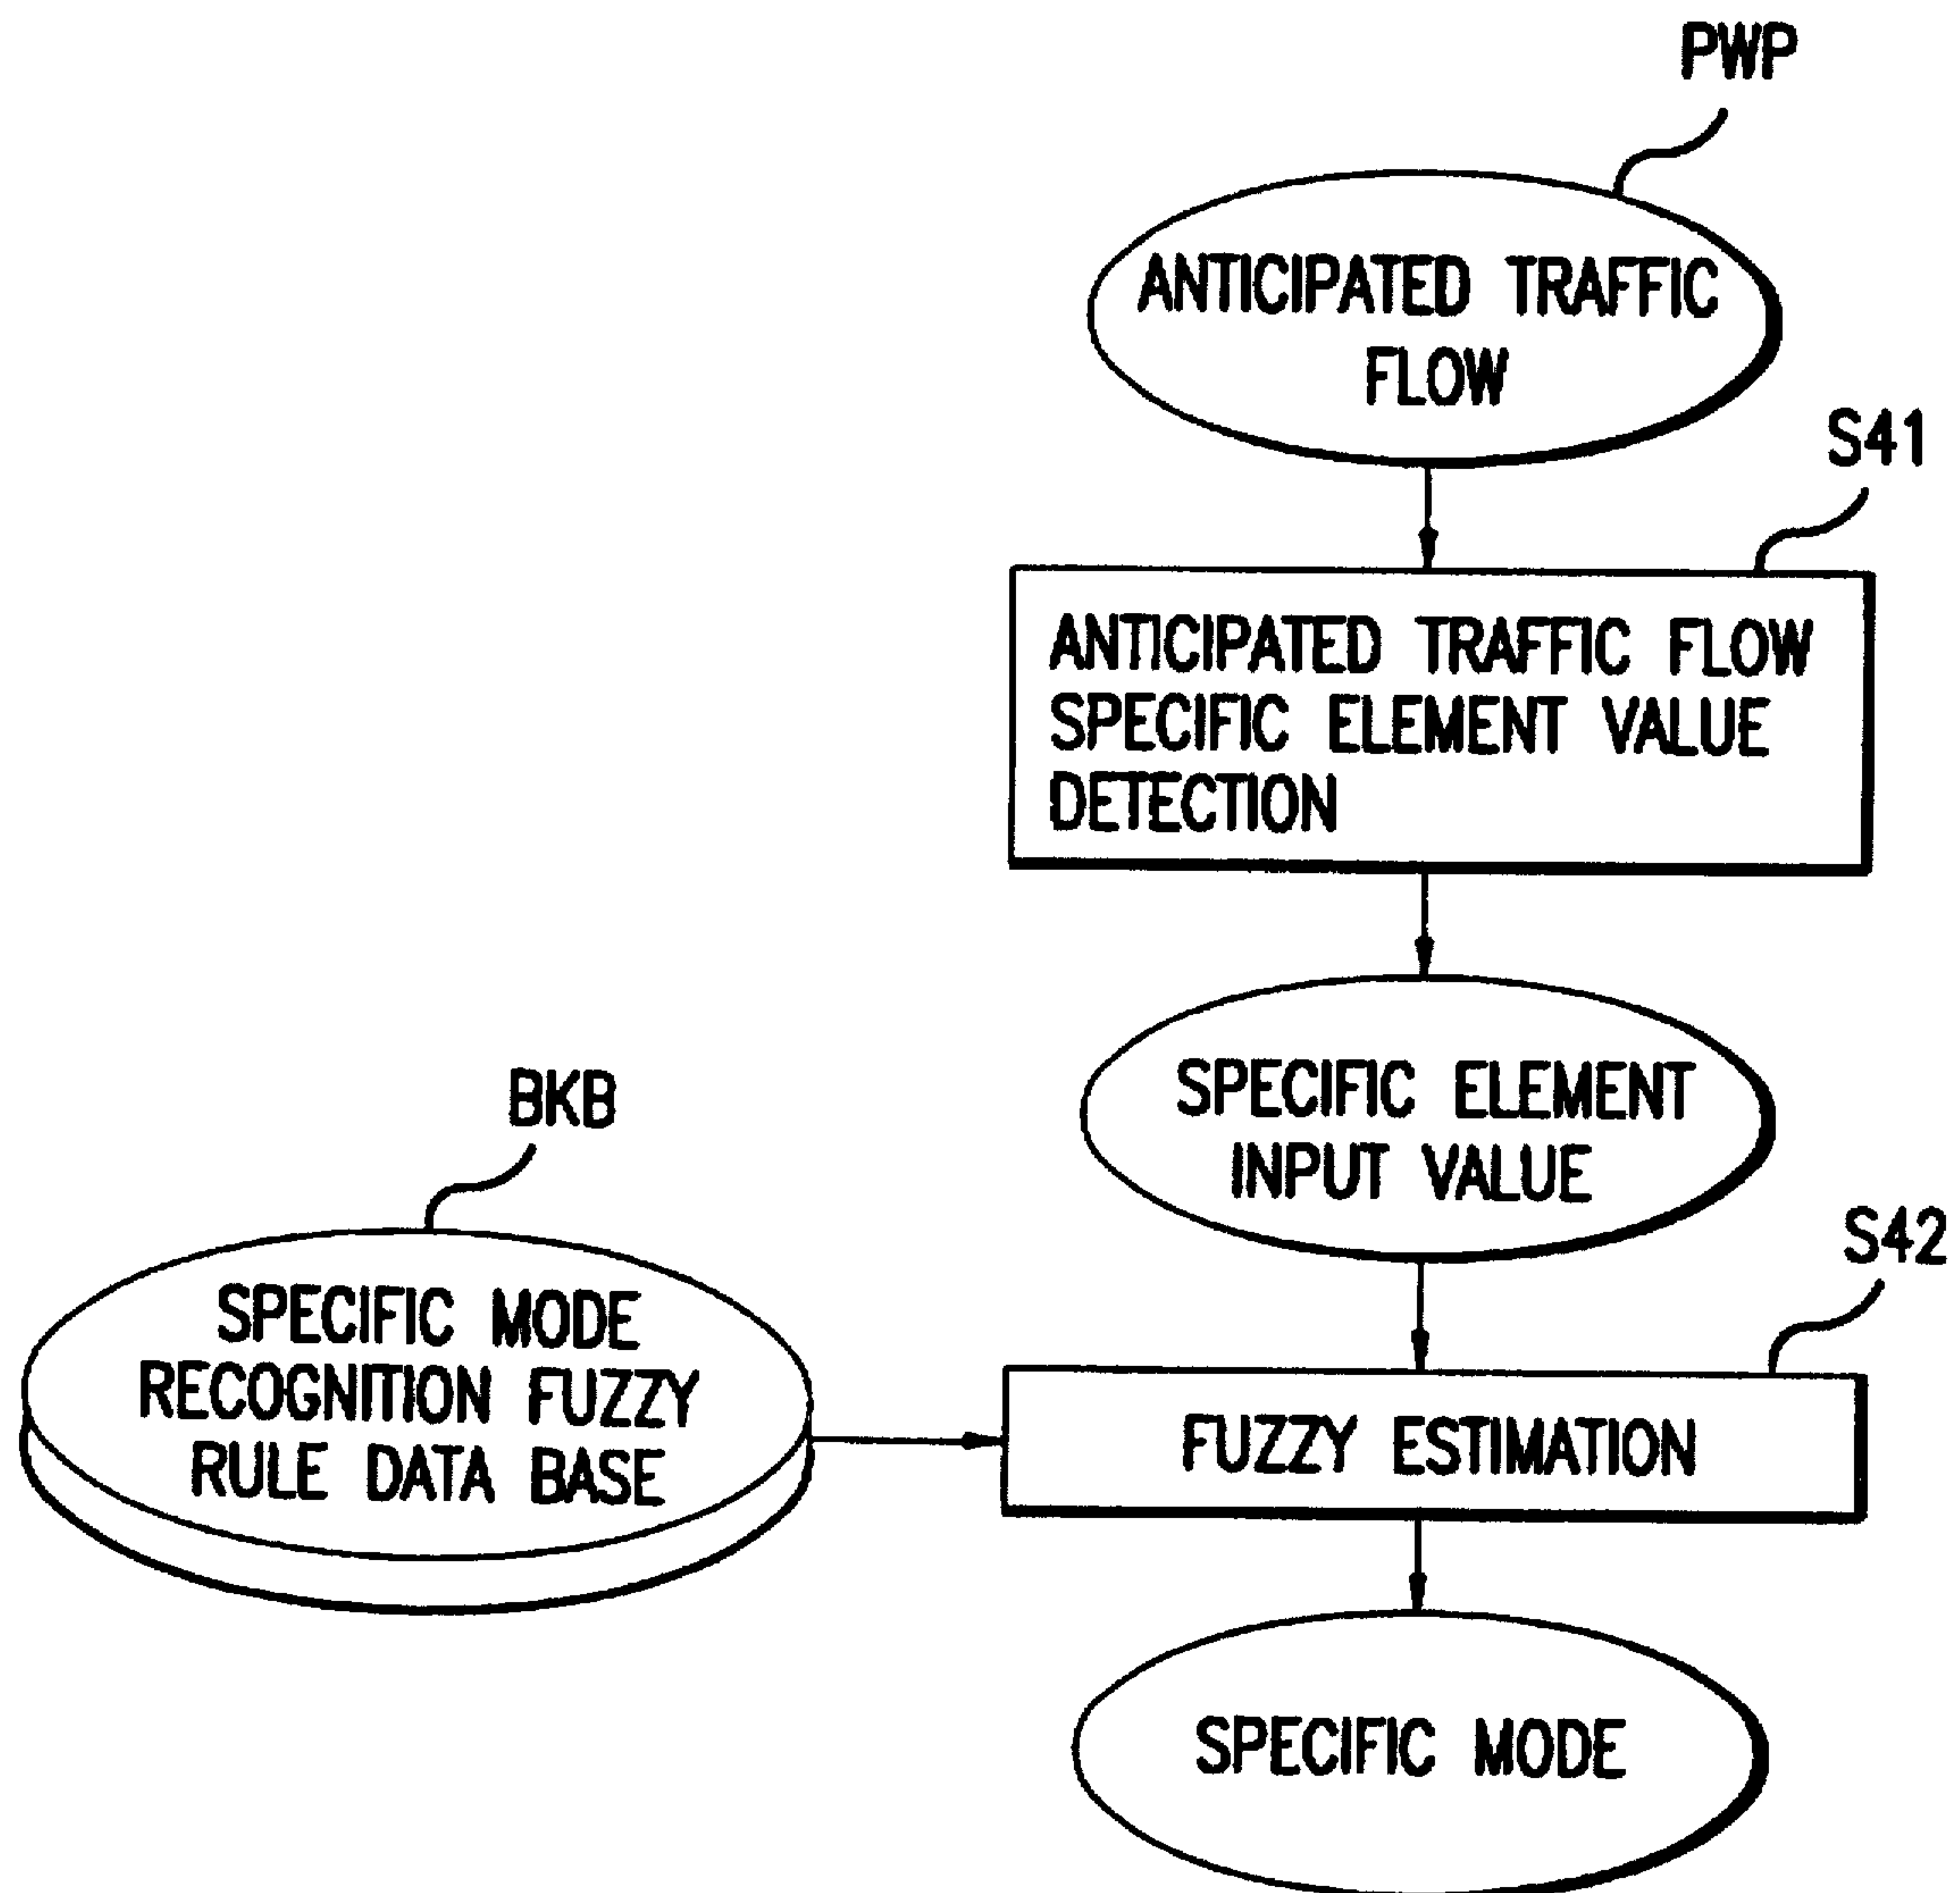 PWP
ANTICIPATED TRAFFIC
FLOW
S41
ANTICIPATED TRAFFIC FLOW
SPECIFIC ELEMENT VALUE
DETECTION
SPECIFIC ELEMENT
INPUT VALUE
BKB
S42
SPECIFIC MODE
RECOGNITION FUZZY
RULE DATA BASE
FUZZY ESTIMATION
SPECIFIC MODE